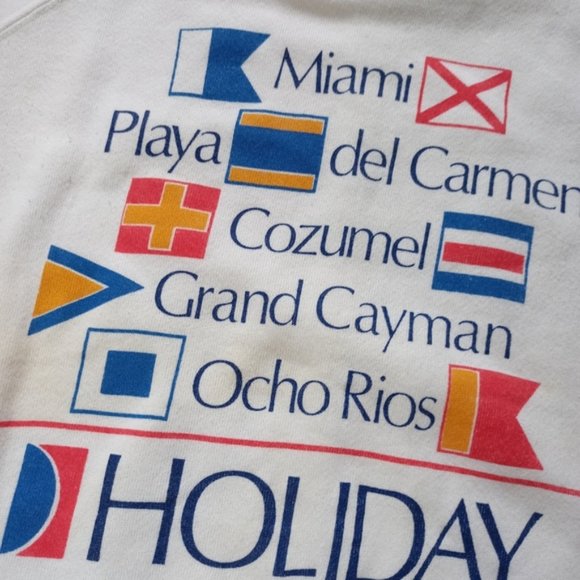 Miami
Playa del Carmen
Cozumel
Grand Cayman
Ocho Rios
HOLIDAY